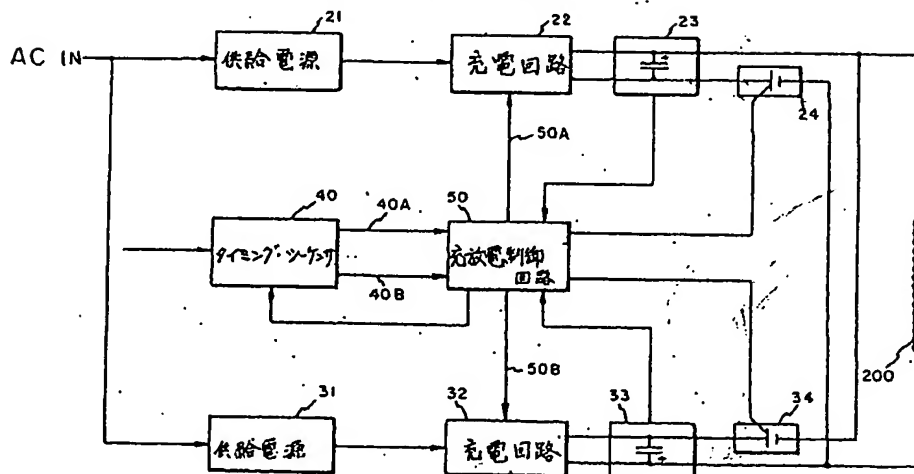 21
22
23
AC IN
供給電源
充電回路
24
50A
40
40A
50
タイミング・シーケンサ
充放電制御
回路
40B
50B
200
31
32
33
34
供給電源
充電回路